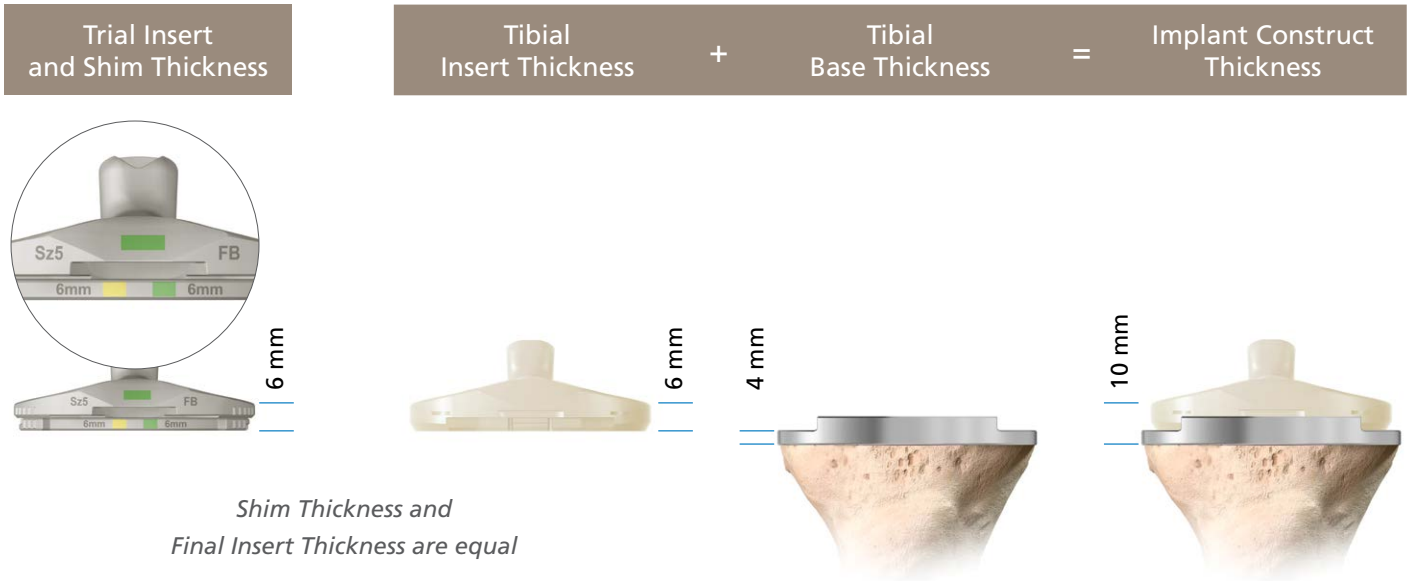 Trial Insert
and Shim Thickness
Tibial
Insert Thickness
+
Tibial
Base Thickness
=
Implant Construct
Thickness
Sz5 FB
6mm 6mm
Sz5 FB
6mm 6mm
6 mm
6 mm
4 mm
10 mm
Shim Thickness and
Final Insert Thickness are equal